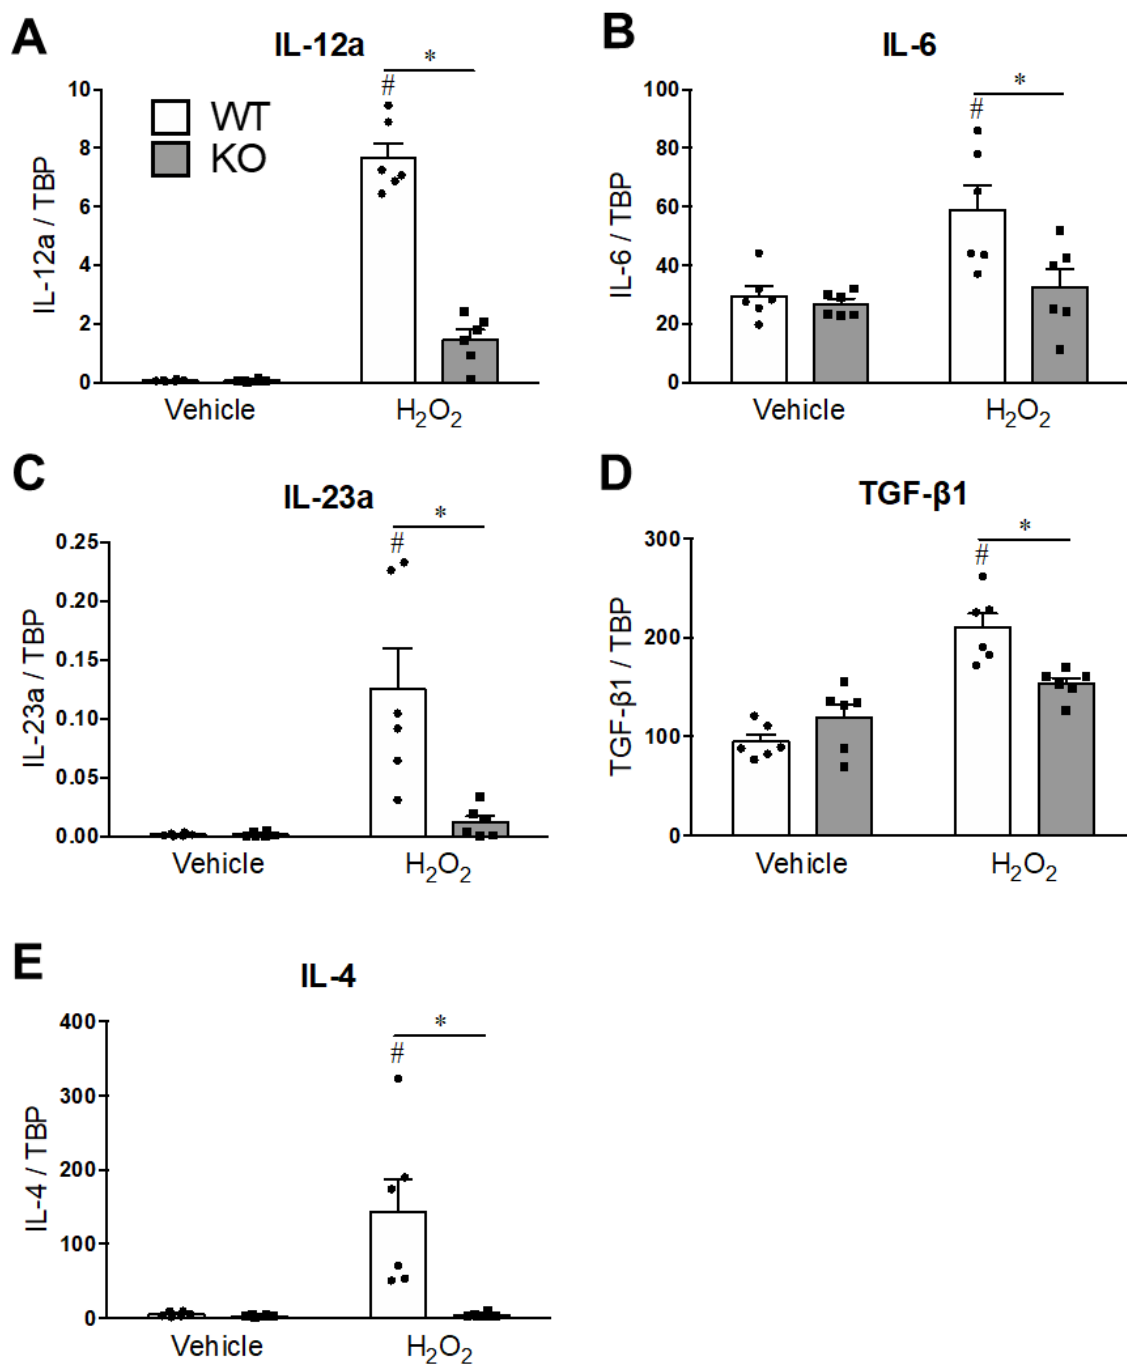 A
IL-12a
*
#
WT
KO
10
8
6
4
2
0
IL-12a / TBP
Vehicle
H₂O₂
B
IL-6
*
#
100
80
60
40
20
0
IL-6 / TBP
Vehicle
H₂O₂
C
IL-23a
*
#
0.25
0.20
0.15
0.10
0.05
0.00
IL-23a / TBP
Vehicle
H₂O₂
D
TGF-β1
*
#
300
200
100
0
TGF-β1 / TBP
Vehicle
H₂O₂
E
IL-4
*
#
400
300
200
100
0
IL-4 / TBP
Vehicle
H₂O₂